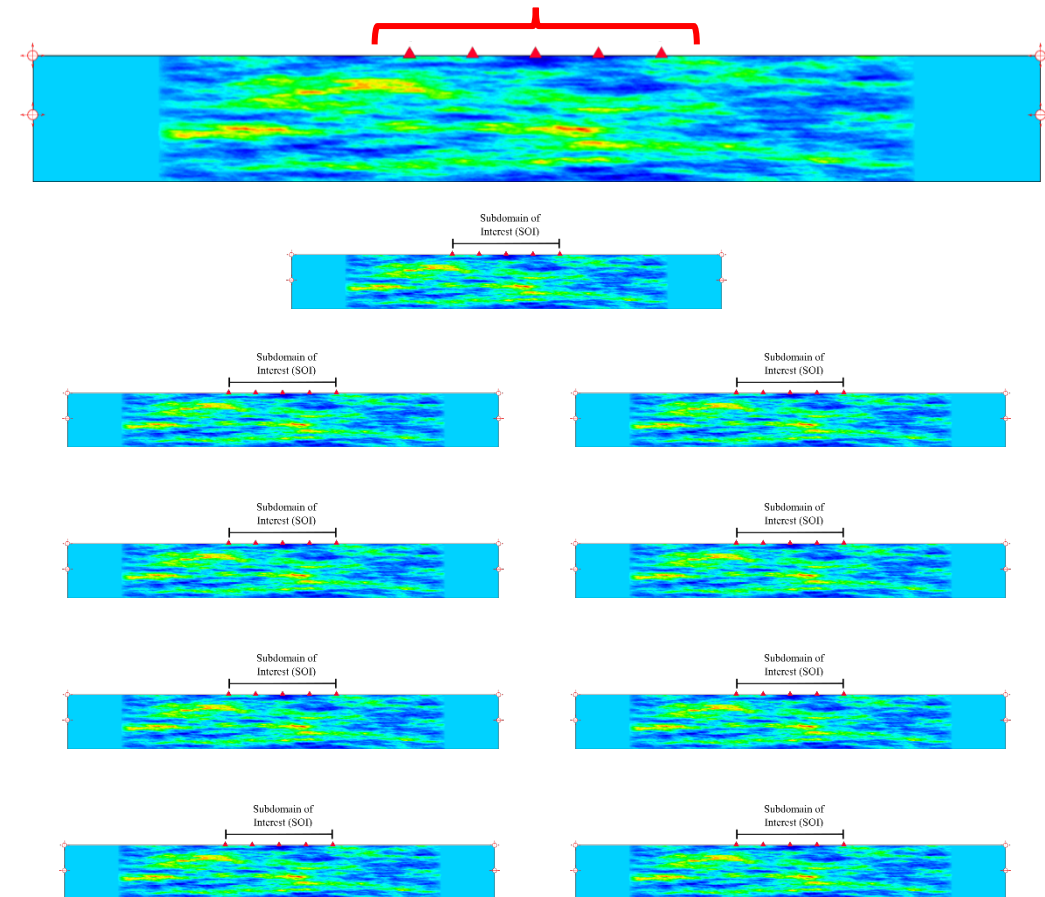 Subdomain of
Interest (SOI)
Subdomain of
Interest (SOI)
Subdomain of
Interest (SOI)
Subdomain of
Interest (SOI)
Subdomain of
Interest (SOI)
Subdomain of
Interest (SOI)
Subdomain of
Interest (SOI)
Subdomain of
Interest (SOI)
Subdomain of
Interest (SOI)